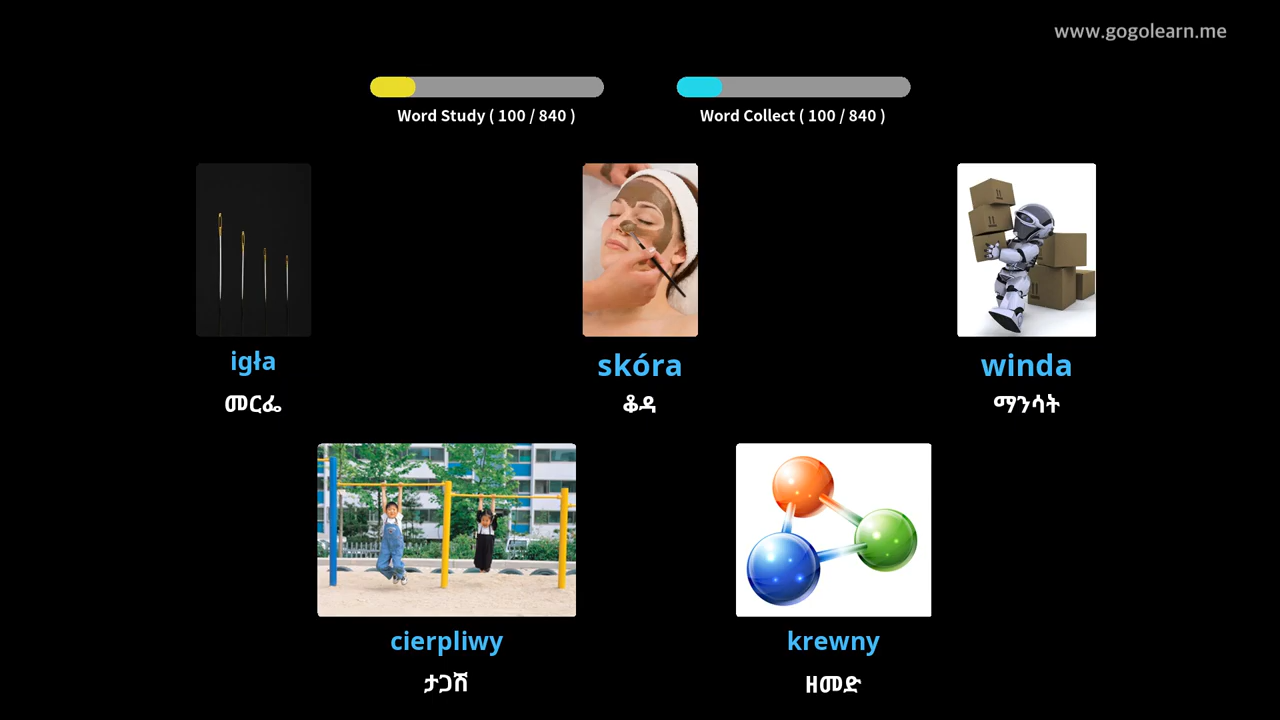 www.gogolearn.me
Word Study ( 100 / 840 )
Word Collect ( 100 / 840 )
igła
skóra
winda
መርፌ
ቆዳ
ማንሳት
cierpliwy
krewny
ታጋሽ
ዘመድ